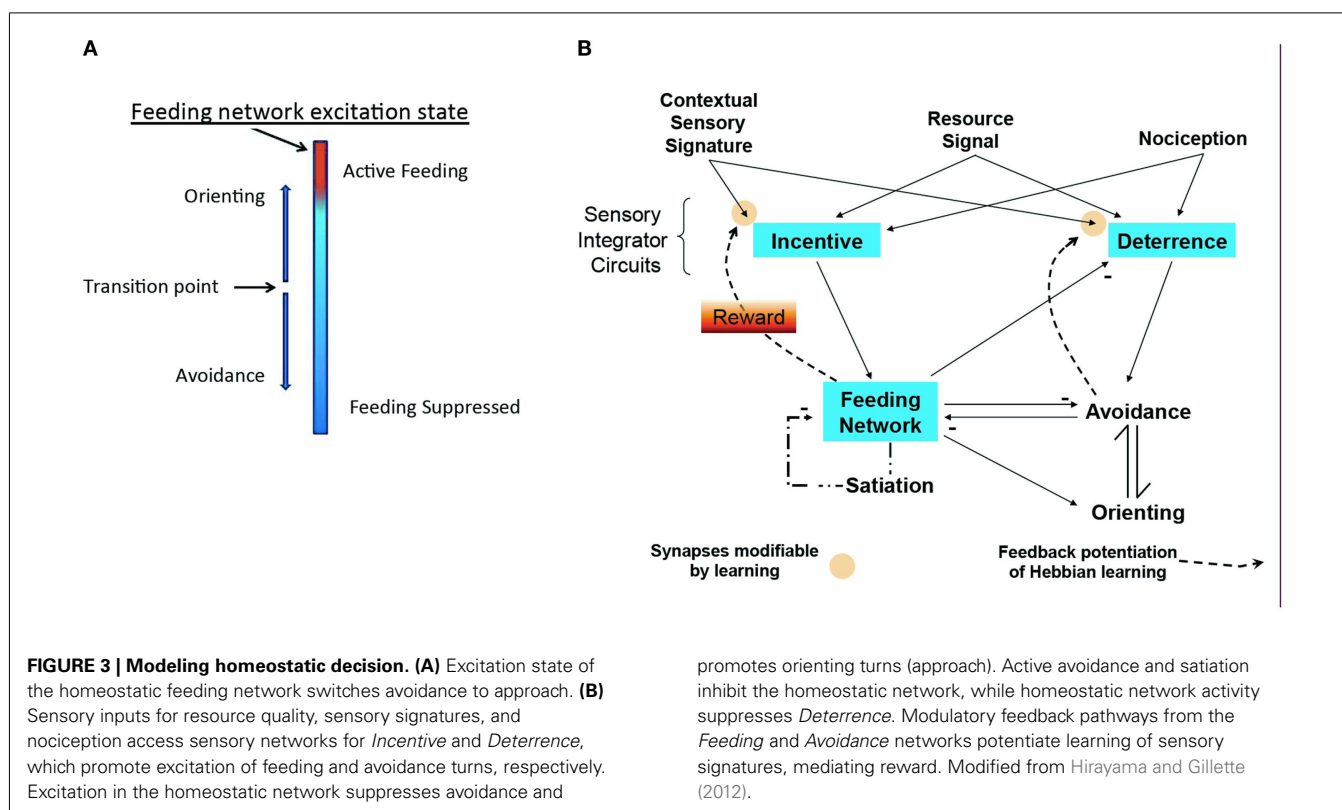 A
Feeding network excitation state
Active Feeding
Orienting
Transition point
Avoidance
Feeding Suppressed
B
Contextual
Sensory
Signature
Resource
Signal
Nociception
Sensory
Integrator
Circuits
Incentive
Deterrence
-
Reward
Feeding
Network
-
-
-
Avoidance
Satiation
Orienting
Synapses modifiable
by learning
Feedback potentiation
of Hebbian learning
FIGURE 3 | Modeling homeostatic decision. (A) Excitation state of
the homeostatic feeding network switches avoidance to approach. (B)
Sensory inputs for resource quality, sensory signatures, and
nociception access sensory networks for Incentive and Deterrence,
which promote excitation of feeding and avoidance turns, respectively.
Excitation in the homeostatic network suppresses avoidance and
promotes orienting turns (approach). Active avoidance and satiation
inhibit the homeostatic network, while homeostatic network activity
suppresses Deterrence. Modulatory feedback pathways from the
Feeding and Avoidance networks potentiate learning of sensory
signatures, mediating reward. Modified from Hirayama and Gillette
(2012).